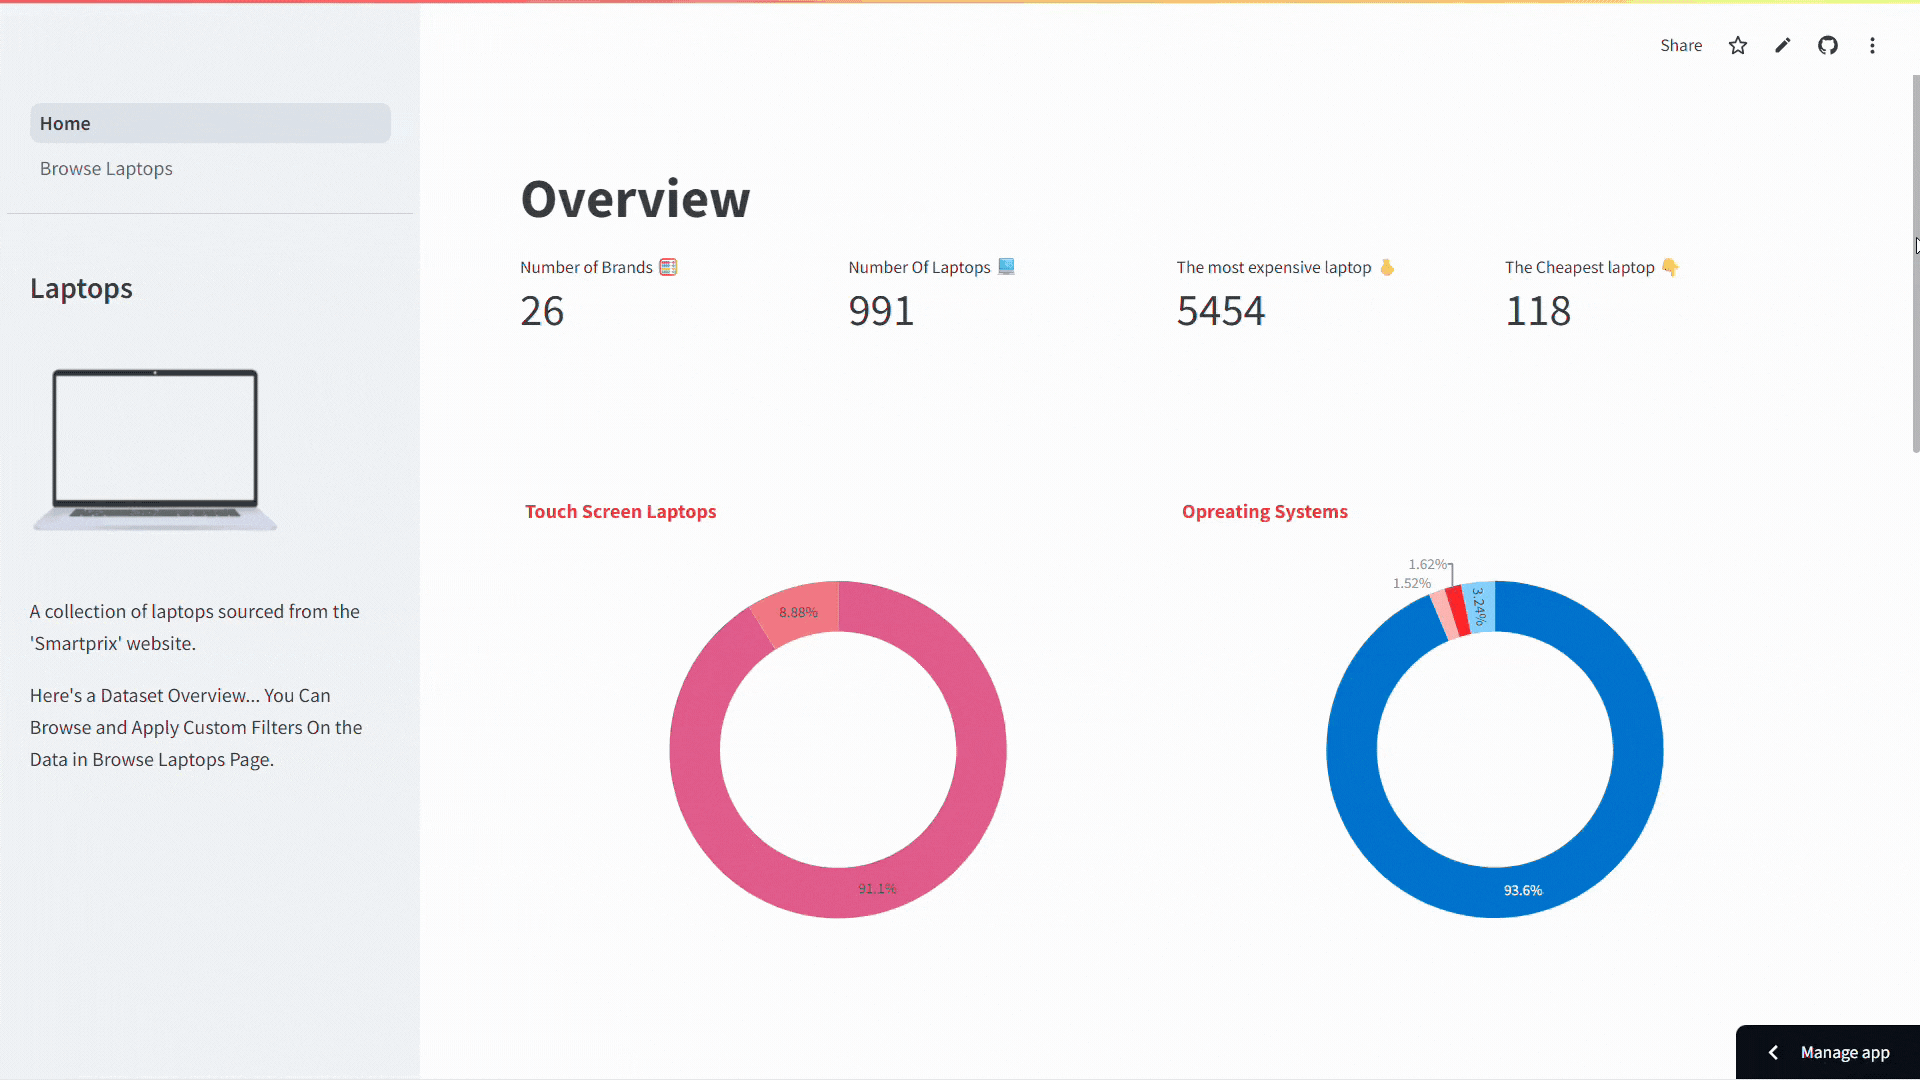 Share
Home
Browse Laptops
Laptops
A collection of laptops sourced from the
'Smartprix' website.
Here's a Dataset Overview... You Can
Browse and Apply Custom Filters On the
Data in Browse Laptops Page.
Overview
Number of Brands
26
Number Of Laptops
991
The most expensive laptop
5454
The Cheapest laptop
118
Touch Screen Laptops
8.88%
91.1%
Opreating Systems
1.62%
1.52%
3.24%
93.6%
Manage app